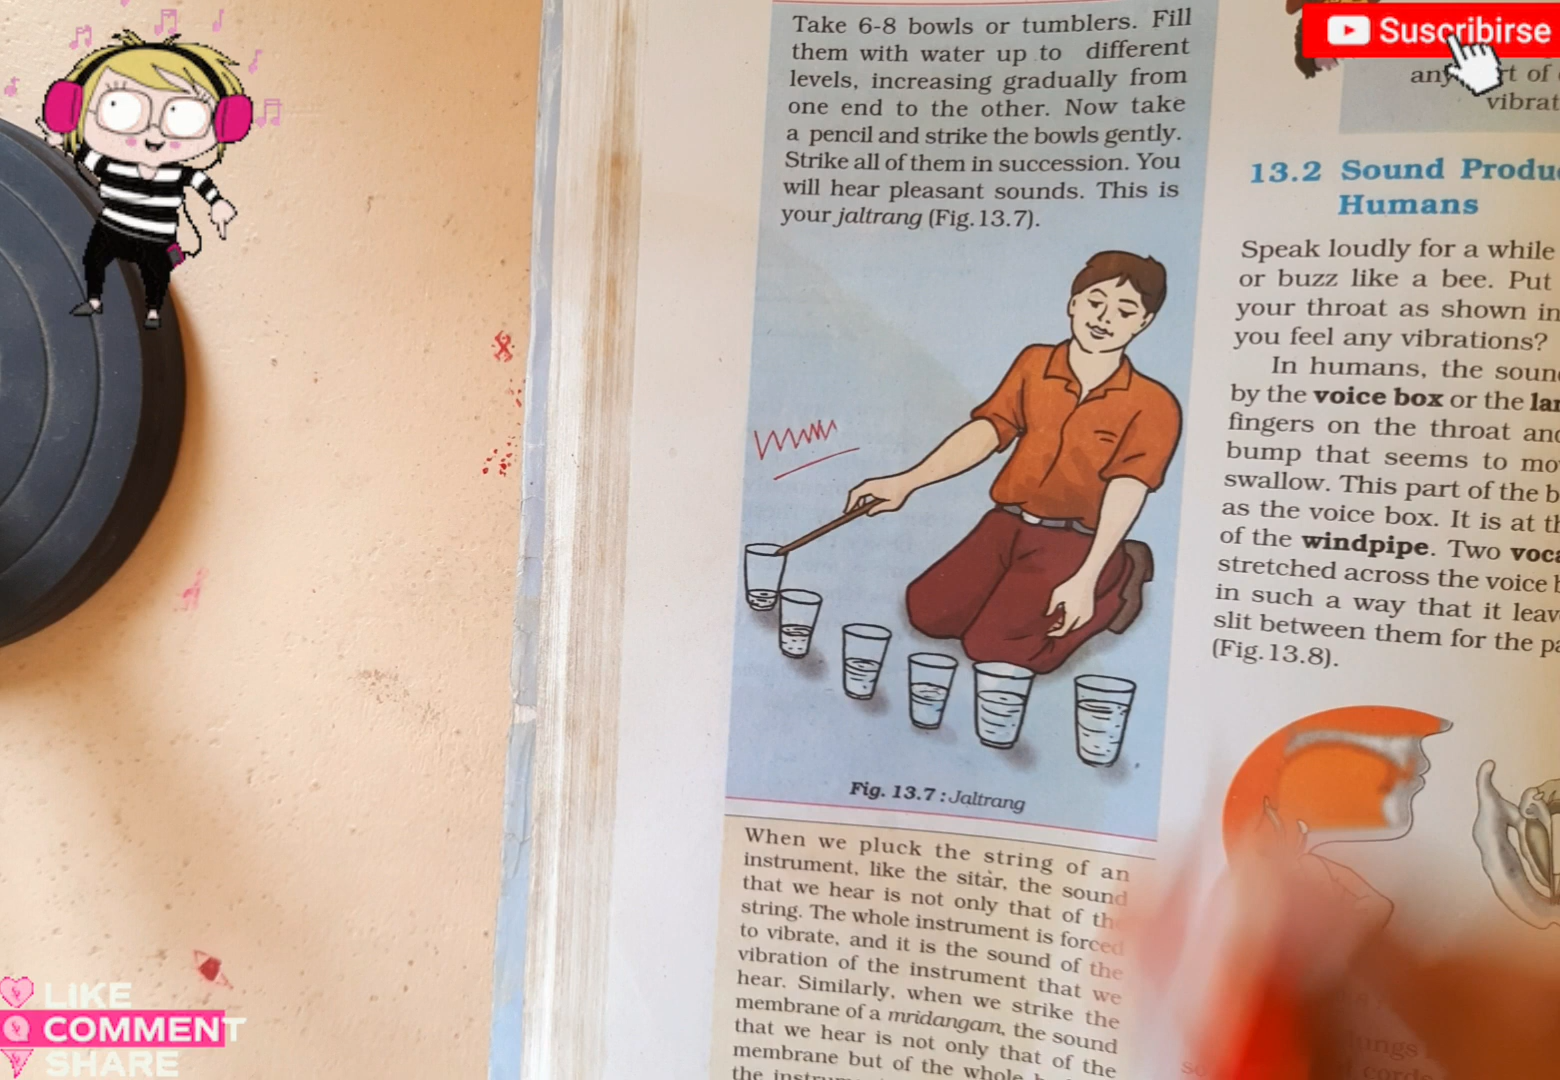 Take 6-8 bowls or tumblers. Fill
them with water up to different
levels, increasing gradually from
one end to the other. Now take
a pencil and strike the bowls gently.
Strike all of them in succession. You
will hear pleasant sounds. This is
your jaltrang (Fig.13.7).
Fig. 13.7 : Jaltrang
When we pluck the string of an
instrument, like the sitàr, the sound
that we hear is not only that of the
string. The whole instrument is forced
to vibrate, and it is the sound of the
vibration of the instrument that we
hear. Similarly, when we strike the
membrane of a mridangam, the sound
that we hear is not only that of the
membrane but of the whole
the
Suscribirse
of
vibrat
13.2 Sound Produ
Humans
Speak loudly for a while
or buzz like a bee. Put
your throat as shown in
you feel any vibrations?
In humans, the soun
by the voice box or the lar
fingers on the throat and
bump that seems to mo
swallow. This part of the b
as the voice box. It is at th
of the windpipe. Two voca
stretched across the voice b
in such a way that it leav
slit between them for the pa
(Fig.13.8).
LIKE
COMMENT
SHARE